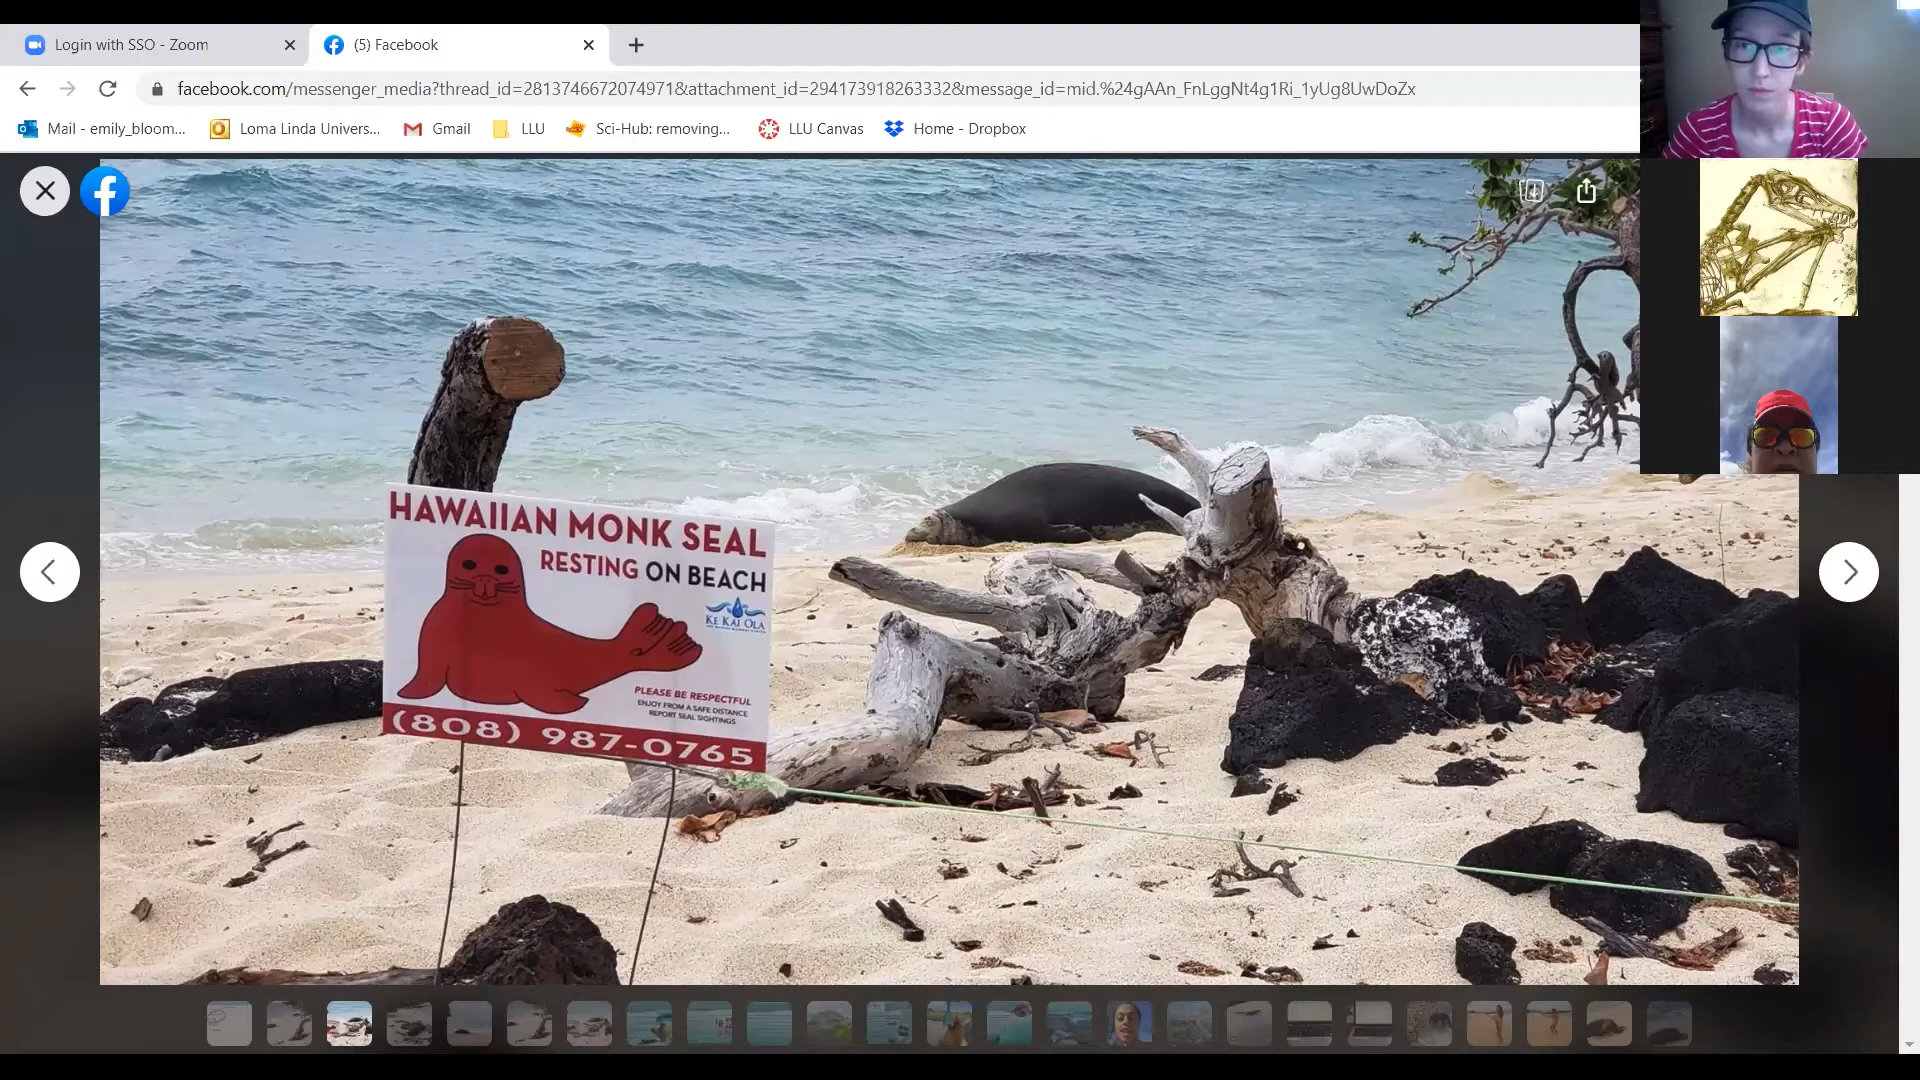 Login with SSO - Zoom
(5) Facebook
facebook.com/messenger_media?thread_id=2813746672074971&attachment_id=294173918263332&message_id=mid.%24gAAn_FnLggNt4g1Ri_1yUg8UwDoZx
Mail - emily_bloom...
Loma Linda Univers...
Gmail
LLU
Sci-Hub: removing...
LLU Canvas
Home - Dropbox
HAWAIIAN MONK SEAL
RESTING ON BEACH
KE KAI OLA
PLEASE BE RESPECTFUL
ENJOY FROM A SAFE DISTANCE
REPORT SEAL SIGHTINGS
(808) 987-0765